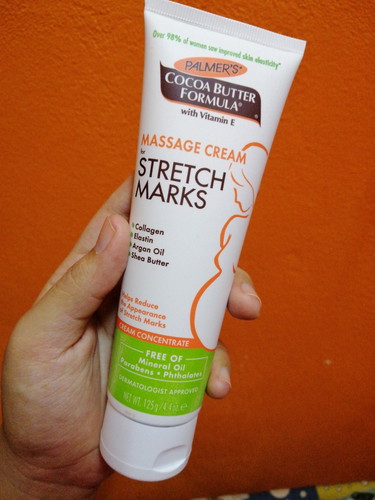 Over 98% of women saw improved skin elasticity*
PALMER'S®
COCOA BUTTER
FORMULA®
with Vitamin E
MASSAGE CREAM
for
STRETCH
MARKS
Collagen
Elastin
Argan Oil
Shea Butter
Helps Reduce
the Appearance
of Stretch Marks
CREAM CONCENTRATE
FREE OF
Mineral Oil
Parabens • Phthalates
DERMATOLOGIST APPROVED
NET WT. 125g / 4.4 oz e